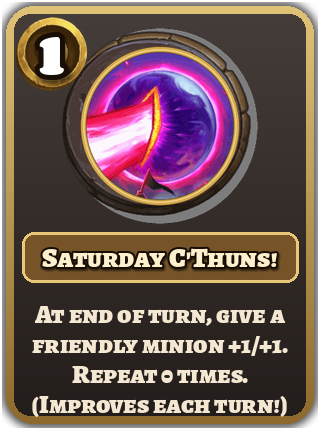 1
Saturday C'Thuns!
At end of turn, give a
friendly minion +1/+1.
Repeat 0 times.
(Improves each turn!)